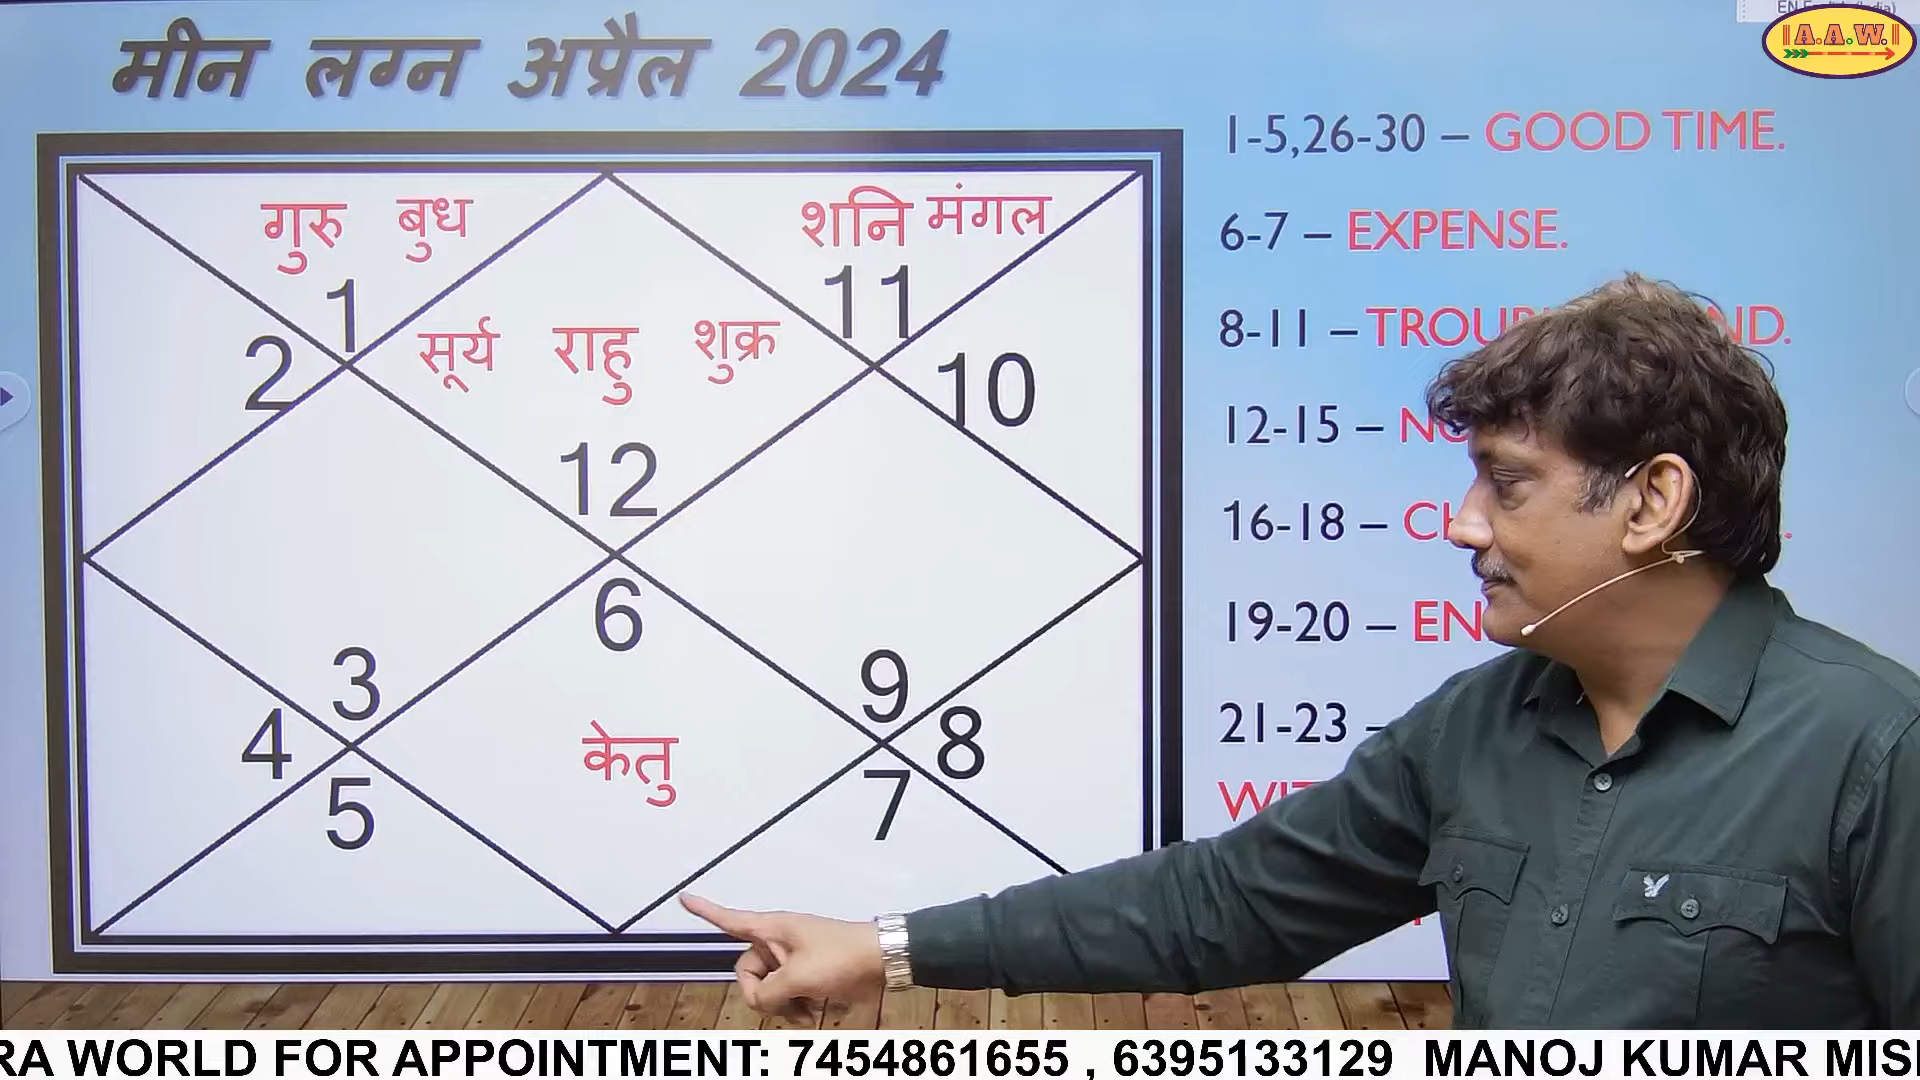 मीन लग्न अप्रैल 2024
A.A.W.
1-5,26-30 – GOOD TIME.
6-7 – EXPENSE.
8-11 –
12-15 –
16-18 –
19-20 –
21-23 –
गुरु बुध
शनि मंगल
1
11
सूर्य राहु शुक्र
2
10
12
6
3
9
4
8
5
7
केतु
WORLD FOR APPOINTMENT: 7454861655 , 6395133129 MANOJ KUMAR